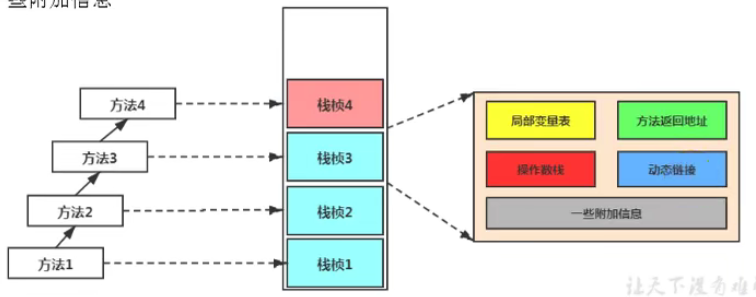 些附加信息
方法4
栈桢4
局部变量表
方法返回地址
方法3
栈桢3
操作数栈
动态链接
方法2
栈桢2
一些附加信息
方法1
栈桢1
让天下没有难